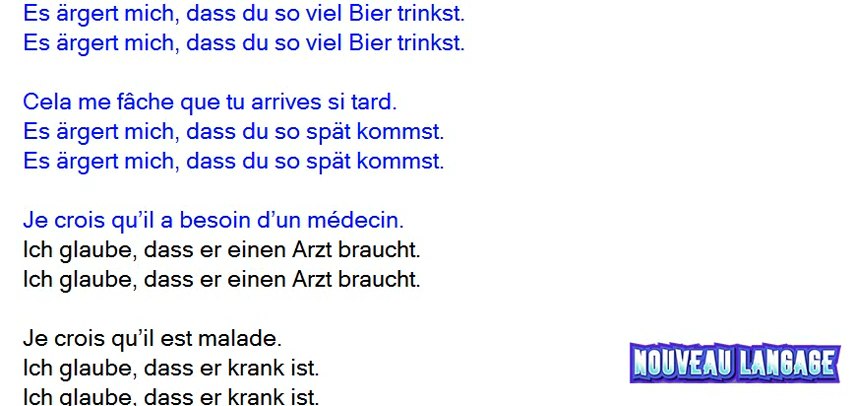 Es ärgert mich, dass du so viel Bier trinkst.
Es ärgert mich, dass du so viel Bier trinkst.
Cela me fâche que tu arrives si tard.
Es ärgert mich, dass du so spät kommst.
Es ärgert mich, dass du so spät kommst.
Je crois qu’il a besoin d’un médecin.
Ich glaube, dass er einen Arzt braucht.
Ich glaube, dass er einen Arzt braucht.
Je crois qu’il est malade.
Ich glaube, dass er krank ist.
Ich glaube, dass er krank ist.
NOUVEAU LANGAGE